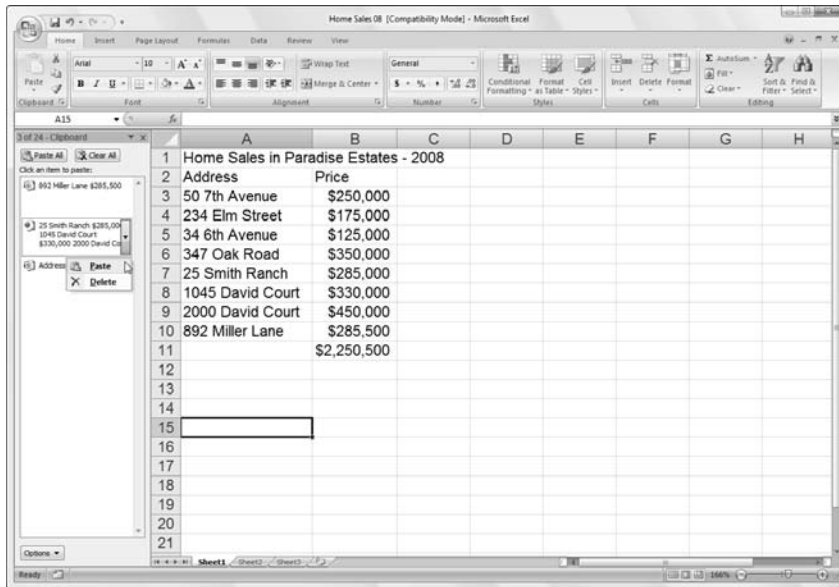 Home Sales 08 [Compatibility Mode] - Microsoft Excel
Home Insert Page Layout Formulas Data Review View
Paste
Arial 10
Wrap Text
Merge & Center
General
Conditional Formatting
Format as Table
Cell Styles
Insert Delete Format
AutoSum
Fill
Clear
Sort & Filter
Find & Select
Clipboard Font Alignment Number Styles Cells Editing
A15 fx
3 of 24 - Clipboard
Paste All Clear All
Click an item to paste:
892 Miller Lane $285,500
25 Smith Ranch $285,00
1045 David Court
$330,000 2000 David Co
Address
Paste
Delete
Options
A B C D E F G H
1 Home Sales in Paradise Estates - 2008
2 Address Price
3 50 7th Avenue $250,000
4 234 Elm Street $175,000
5 34 6th Avenue $125,000
6 347 Oak Road $350,000
7 25 Smith Ranch $285,000
8 1045 David Court $330,000
9 2000 David Court $450,000
10 892 Miller Lane $285,500
11 $2,250,500
12
13
14
15
16
17
18
19
20
21
Sheet1 Sheet2 Sheet3
Ready 166%